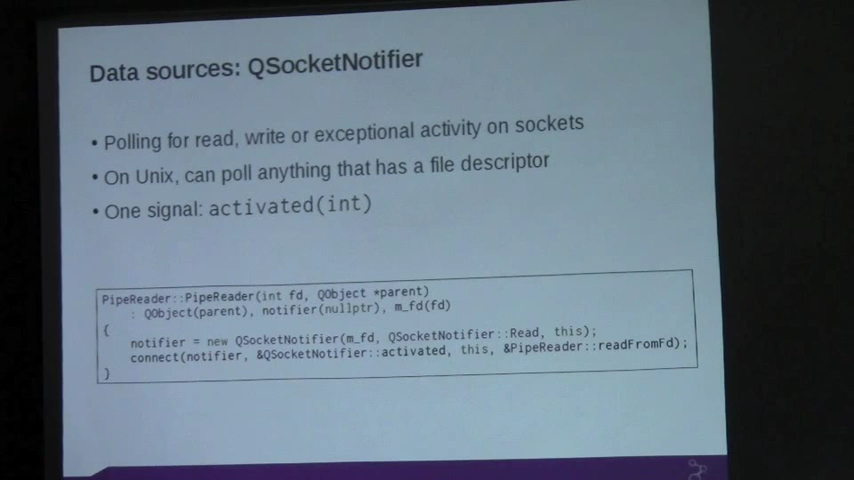 Data sources: QSocketNotifier
• Polling for read, write or exceptional activity on sockets
• On Unix, can poll anything that has a file descriptor
• One signal: activated(int)
PipeReader::PipeReader(int fd, QObject *parent)
: QObject(parent), notifier(nullptr), m_fd(fd)
{
notifier = new QSocketNotifier(m_fd, QSocketNotifier::Read, this);
connect(notifier, &QSocketNotifier::activated, this, &PipeReader::readFromFd);
}